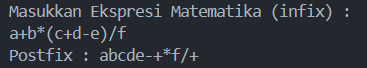 Masukkan Ekspresi Matematika (infix) :
a+b*(c+d-e)/f
Postfix : abcde-+*f/+